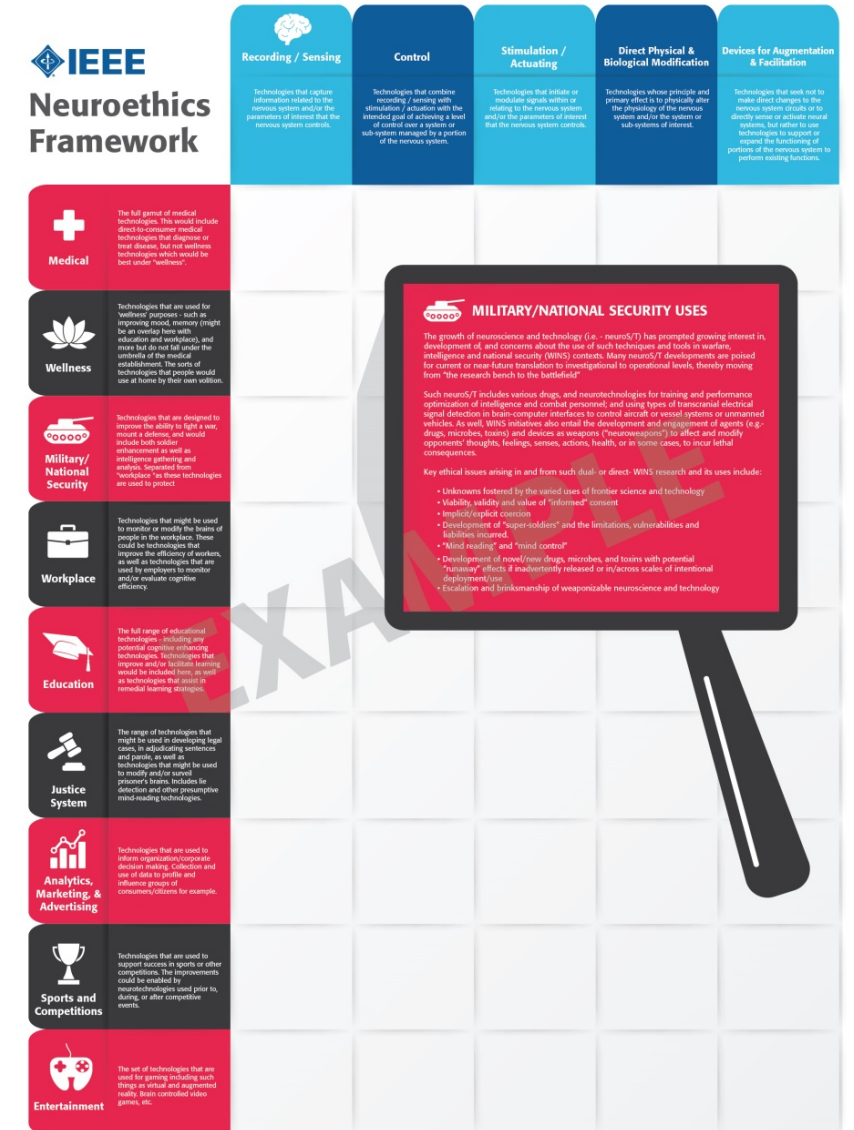 IEEE
Neuroethics
Framework
Recording / Sensing
Technologies that capture
information related to the
nervous system and/or the
parameters of interest that the
nervous system controls.
Control
Technologies that combine
recording / sensing with
stimulation / actuation with the
intended goal of achieving a level
of control over a system or
sub-system managed by a portion
of the nervous system.
Stimulation /
Actuating
Technologies that initiate or
modulate signals within or
relating to the nervous system
and/or the parameters of interest
that the nervous system controls.
Direct Physical &
Biological Modification
Technologies whose principle and
primary effect is to physically alter
the physiology of the nervous
system and/or the system or
sub-systems of interest.
Devices for Augmentation
& Facilitation
Technologies that seek not to
make direct changes to the
nervous system circuits or to
directly sense or activate neural
systems, but rather to use
technologies to support or
expand the functioning of
portions of the nervous system to
perform existing functions.
Medical
The full gamut of medical
technologies. This would include
direct-to-consumer medical
technologies that diagnose or
treat disease, but not wellness
technologies which would be
best under "wellness".
Wellness
Technologies that are used for
'wellness' purposes - such as
improving mood, memory (might
be an overlap here with
education and workplace), and
more but do not fall under the
umbrella of the medical
establishment. The sorts of
technologies that people would
use at home by their own volition.
Military/
National
Security
Technologies that are designed to
improve the ability to fight a war,
mount a defense, and would
include both soldier
enhancement as well as
intelligence gathering and
analysis. Separated from
"workplace "as these technologies
are used to protect
Workplace
Technologies that might be used
to monitor or modify the brains of
people in the workplace. These
could be technologies that
improve the efficiency of workers,
as well as technologies that are
used by employers to monitor
and/or evaluate cognitive
efficiency.
Education
The full range of educational
technologies - including any
potential cognitive enhancing
technologies. Technologies that
improve and/or facilitate learning
would be included here, as well
as technologies that assist in
remedial learning strategies.
Justice
System
The range of technologies that
might be used in developing legal
cases, in adjudicating sentences
and parole, as well as
technologies that might be used
to modify and/or surveil
prisoner's brains. Includes lie
detection and other presumptive
mind-reading technologies.
Analytics,
Marketing, &
Advertising
Technologies that are used to
inform organization/corporate
decision making. Collection and
use of data to profile and
influence groups of
consumers/citizens for example.
Sports and
Competitions
Technologies that are used to
support success in sports or other
competitions. The improvements
could be enabled by
neurotechnologies used prior to,
during, or after competitive
events.
Entertainment
The set of technologies that are
used for gaming including such
things as virtual and augmented
reality. Brain controlled video
games, etc.
MILITARY/NATIONAL SECURITY USES
The growth of neuroscience and technology (i.e. - neuroS/T) has prompted growing interest in,
development of, and concerns about the use of such techniques and tools in warfare,
intelligence and national security (WINS) contexts. Many neuroS/T developments are poised
for current or near-future translation to investigational to operational levels, thereby moving
from "the research bench to the battlefield"
Such neuroS/T includes various drugs, and neurotechnologies for training and performance
optimization of intelligence and combat personnel; and using types of transcranial electrical
signal detection in brain-computer interfaces to control aircraft or vessel systems or unmanned
vehicles. As well, WINS initiatives also entail the development and engagement of agents (e.g.-
drugs, microbes, toxins) and devices as weapons ("neuroweapons") to affect and modify
opponents' thoughts, feelings, senses, actions, health, or in some cases, to incur lethal
consequences.
Key ethical issues arising in and from such dual- or direct- WINS research and its uses include:
• Unknowns fostered by the varied uses of frontier science and technology
• Viability, validity and value of "informed" consent
• Implicit/explicit coercion
• Development of "super-soldiers" and the limitations, vulnerabilities and
liabilities incurred.
• "Mind reading" and "mind control"
• Development of novel/new drugs, microbes, and toxins with potential
"runaway" effects if inadvertently released or in/across scales of intentional
deployment/use
• Escalation and brinksmanship of weaponizable neuroscience and technology
EXAMPLE